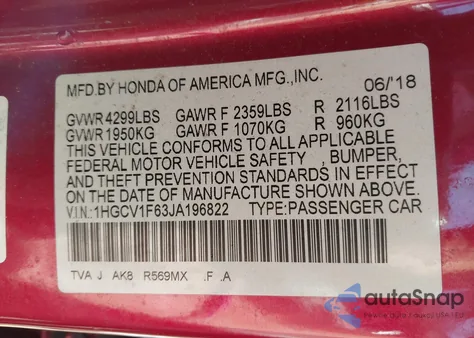 MFD.BY HONDA OF AMERICA MFG.,INC. 06/'18
GVWR 4299LBS GAWR F 2359LBS R 2116LBS
GVWR 1950KG GAWR F 1070KG R 960KG
THIS VEHICLE CONFORMS TO ALL APPLICABLE
FEDERAL MOTOR VEHICLE SAFETY , BUMPER,
AND THEFT PREVENTION STANDARDS IN EFFECT
ON THE DATE OF MANUFACTURE SHOWN ABOVE.
V.I.N.:1HGCV1F63JA196822 TYPE:PASSENGER CAR
TVA J AK8 R569MX .F .A
autoSnap